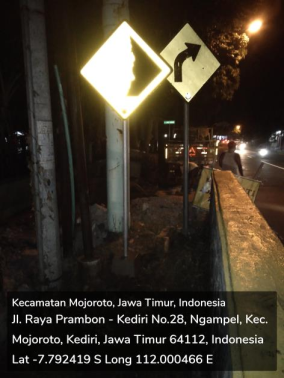 Kecamatan Mojoroto, Jawa Timur, Indonesia
Jl. Raya Prambon - Kediri No.28, Ngampel, Kec.
Mojoroto, Kediri, Jawa Timur 64112, Indonesia
Lat -7.792419 S Long 112.000466 E